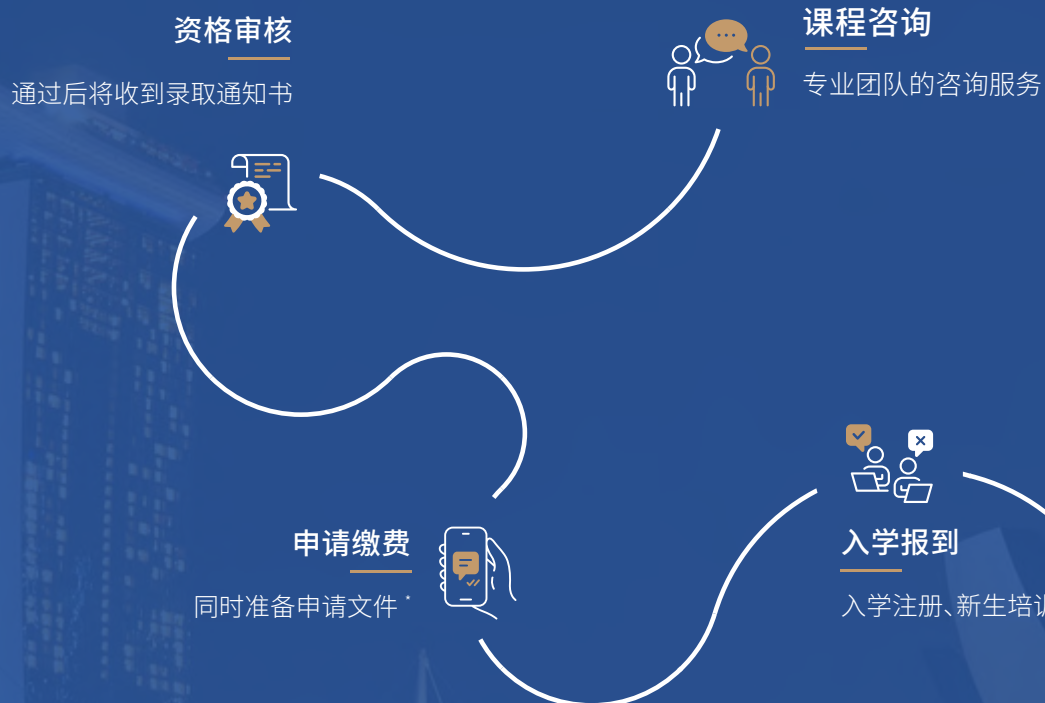 资格审核
通过后将收到录取通知书
课程咨询
专业团队的咨询服务
申请缴费
同时准备申请文件*
入学报到
入学注册、新生培训